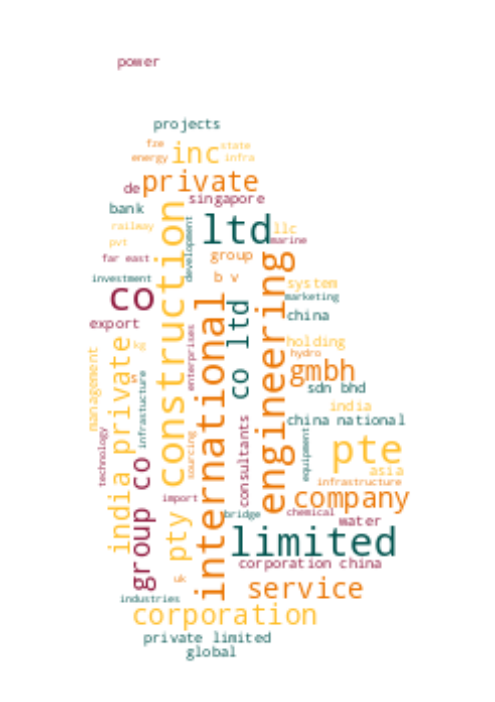 power
projects
fze
state
inc
energy
infra
private
de
singapore
bank
ltd
railway
development
llc
pvt
marine
far east
group
construction
engineering
investment
b v
system
co
marketing
international
co ltd
china
export
enterprises
holding
kg
hydro
management
india private
gmbh
infrastucture
sdn bhd
india
china national
technology
consultants
sourcing
equipment
pte
group co
asia
infrastructure
pty
import
company
bridge
chemical
water
limited
corporation china
uk
service
industries
corporation
private limited
global